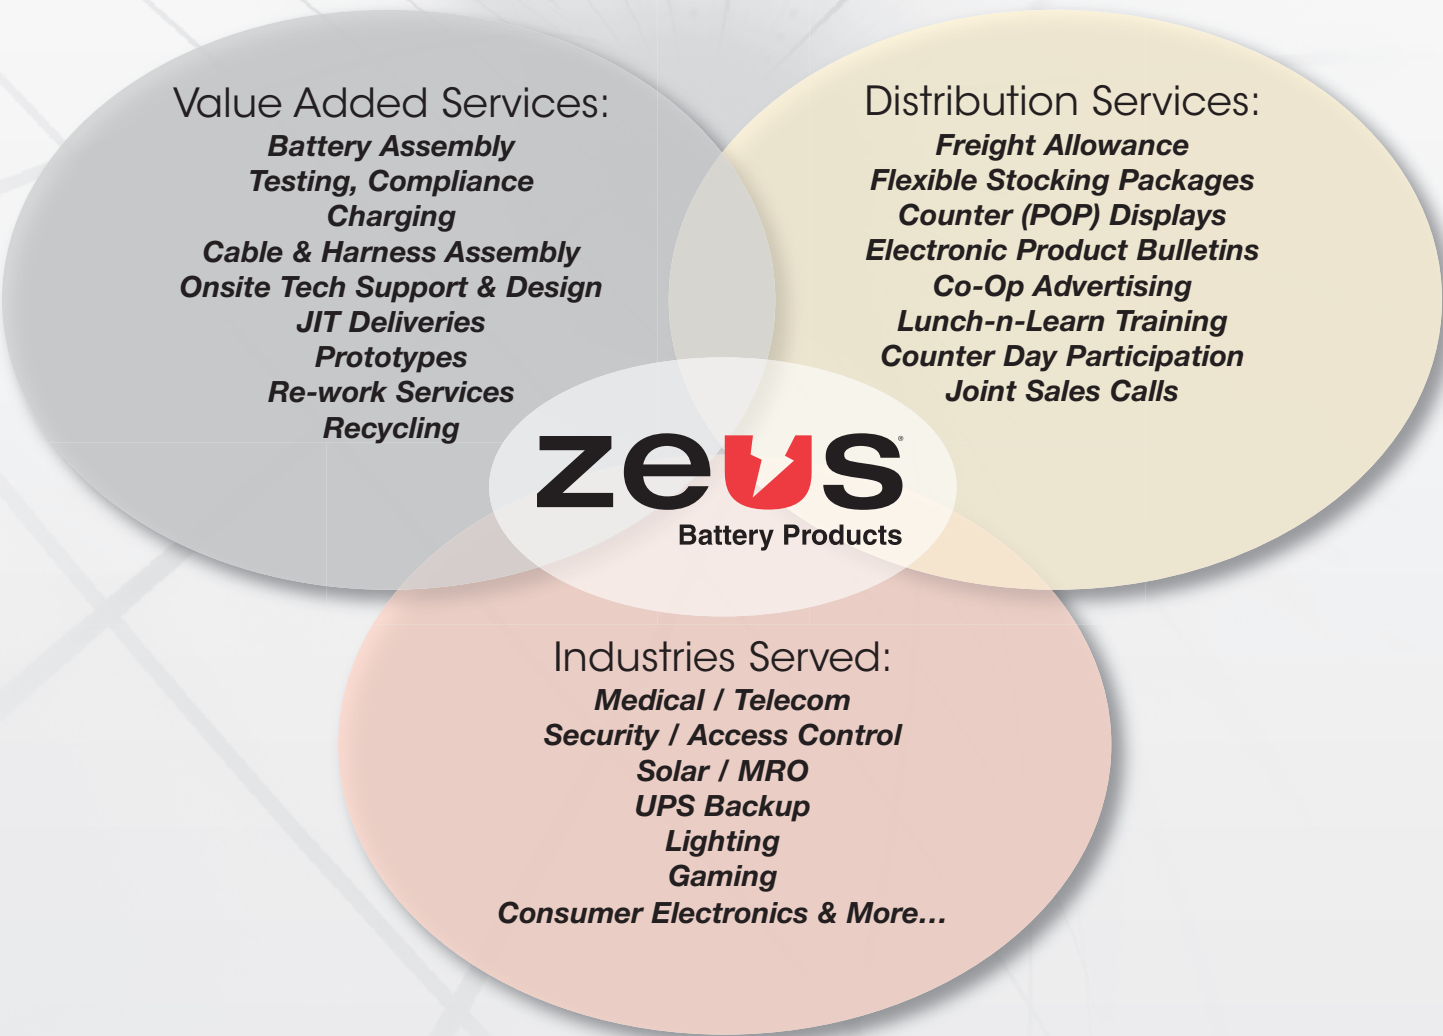 Value Added Services:
Battery Assembly
Testing, Compliance
Charging
Cable & Harness Assembly
Onsite Tech Support & Design
JIT Deliveries
Prototypes
Re-work Services
Recycling
Distribution Services:
Freight Allowance
Flexible Stocking Packages
Counter (POP) Displays
Electronic Product Bulletins
Co-Op Advertising
Lunch-n-Learn Training
Counter Day Participation
Joint Sales Calls
zeus®
Battery Products
Industries Served:
Medical / Telecom
Security / Access Control
Solar / MRO
UPS Backup
Lighting
Gaming
Consumer Electronics & More...